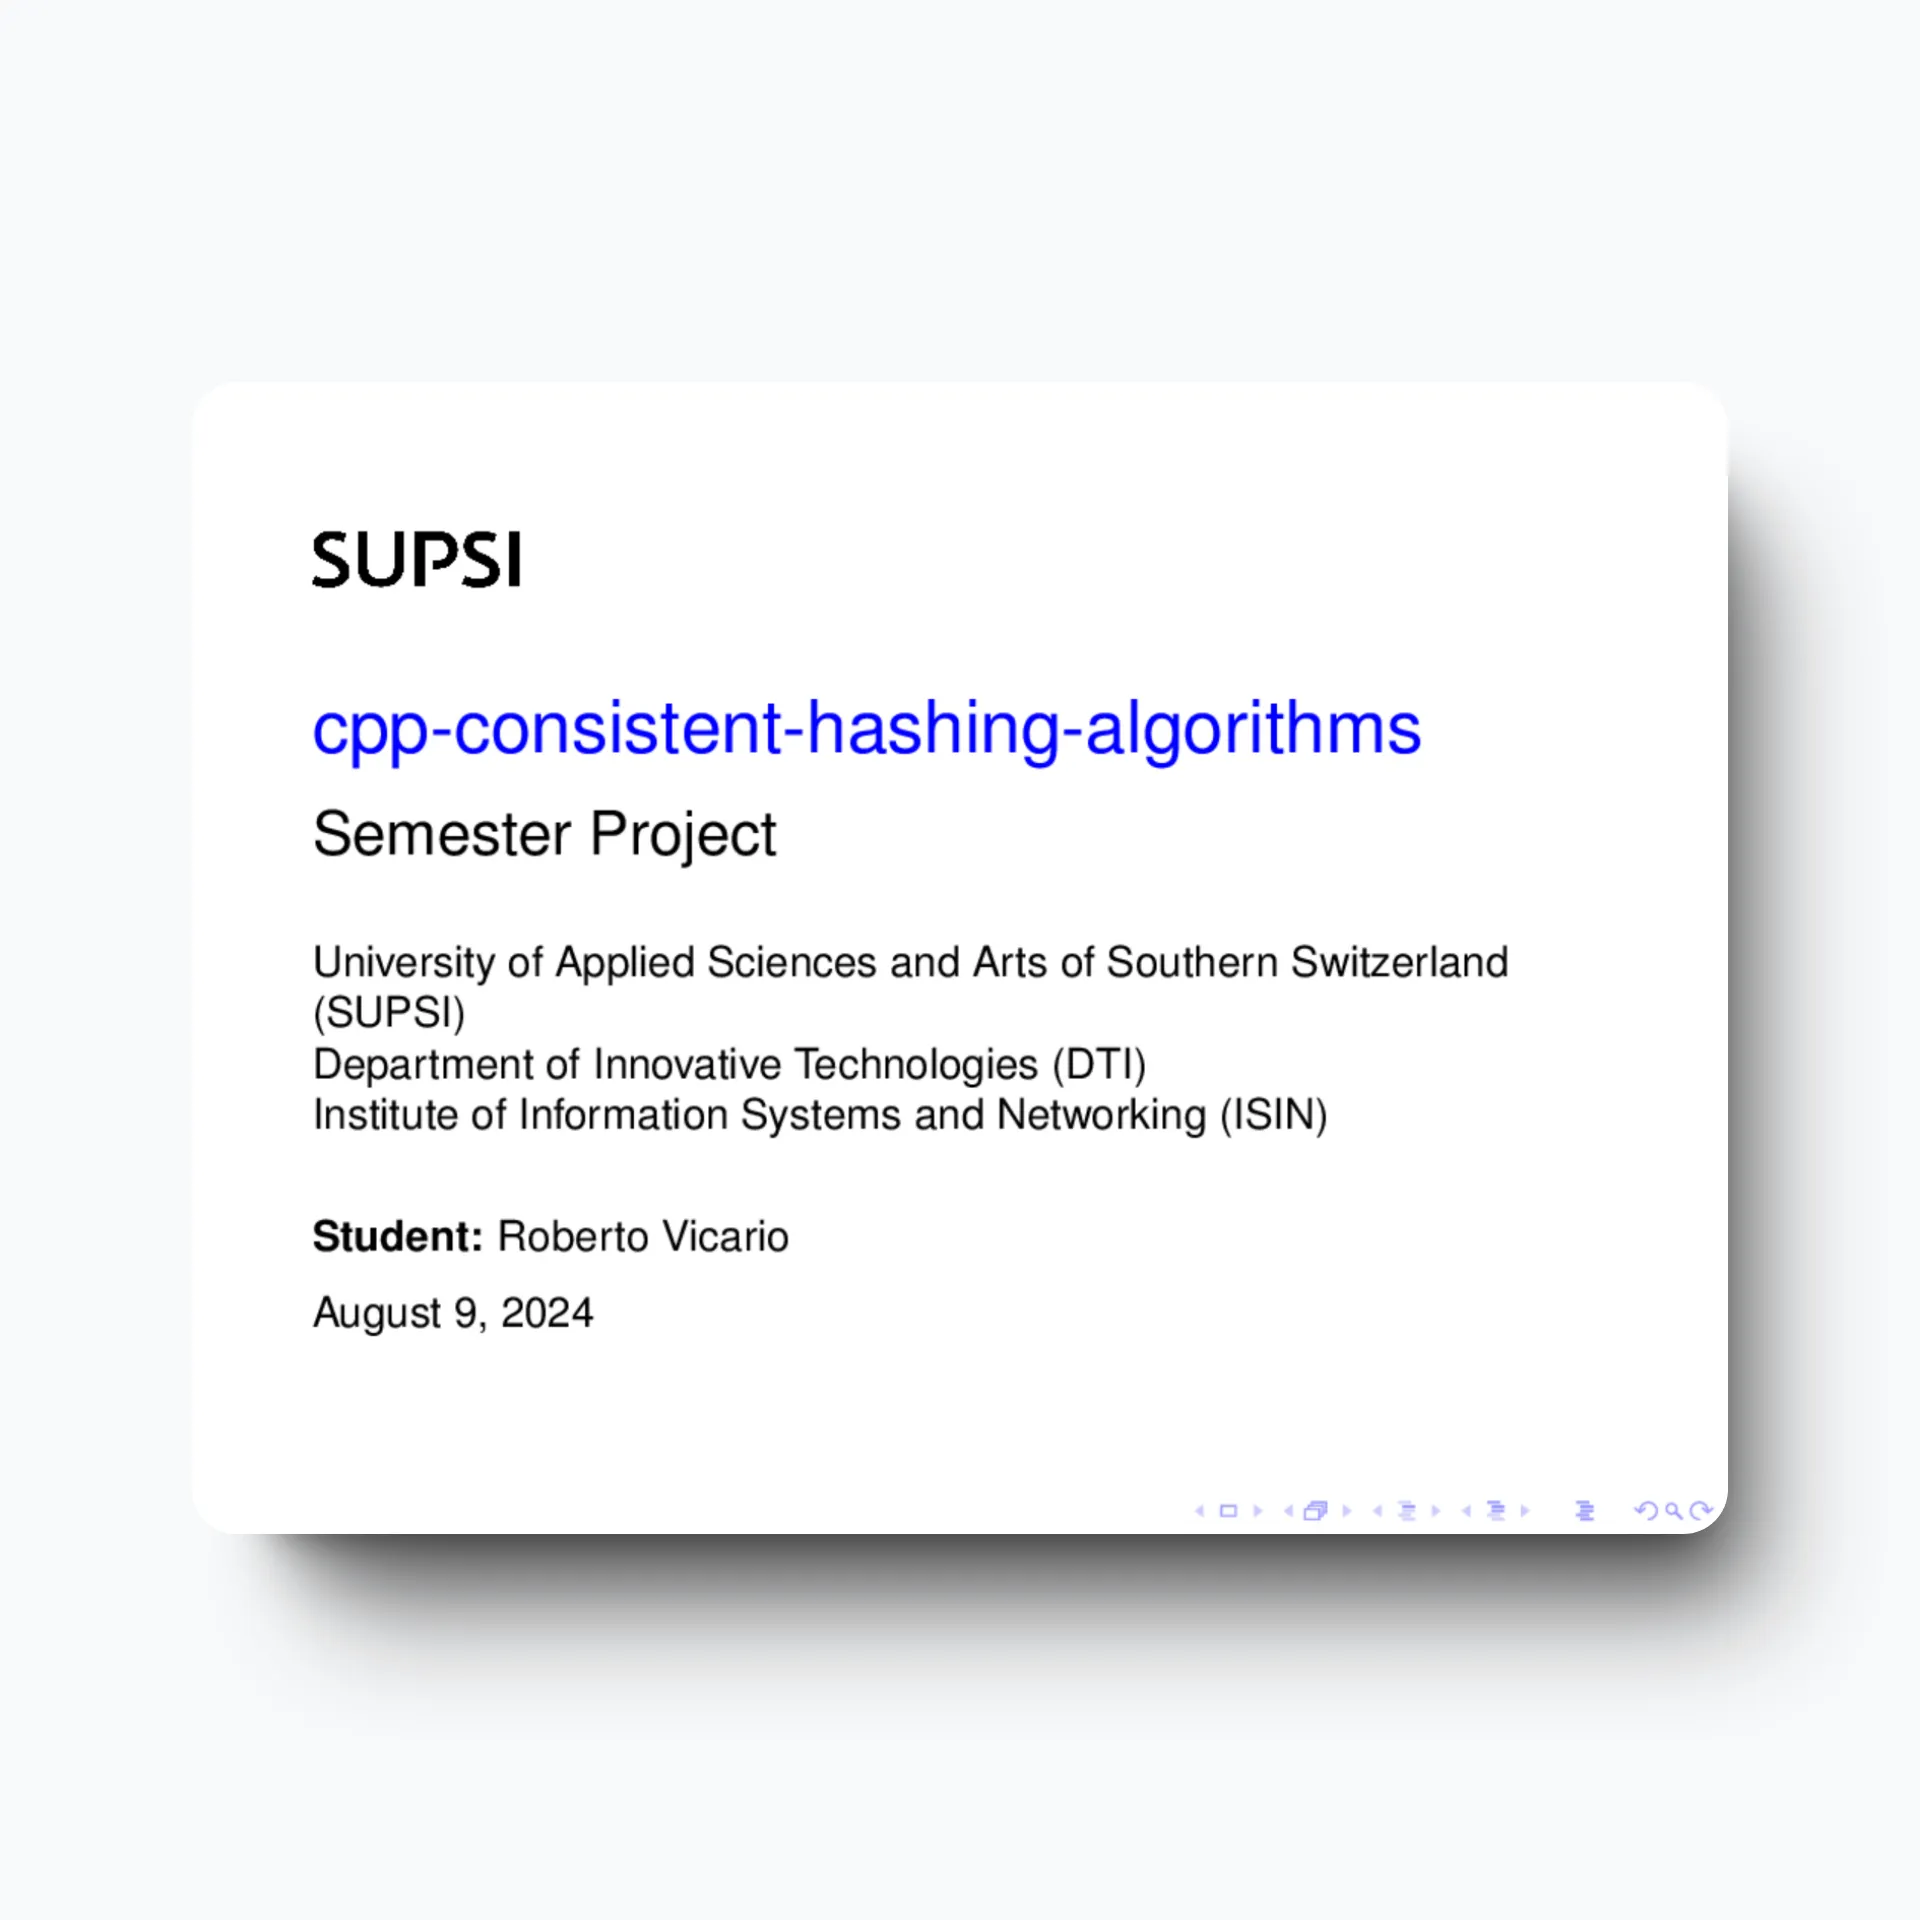 SUPSI
cpp-consistent-hashing-algorithms
Semester Project
University of Applied Sciences and Arts of Southern Switzerland
(SUPSI)
Department of Innovative Technologies (DTI)
Institute of Information Systems and Networking (ISIN)
Student: Roberto Vicario
August 9, 2024